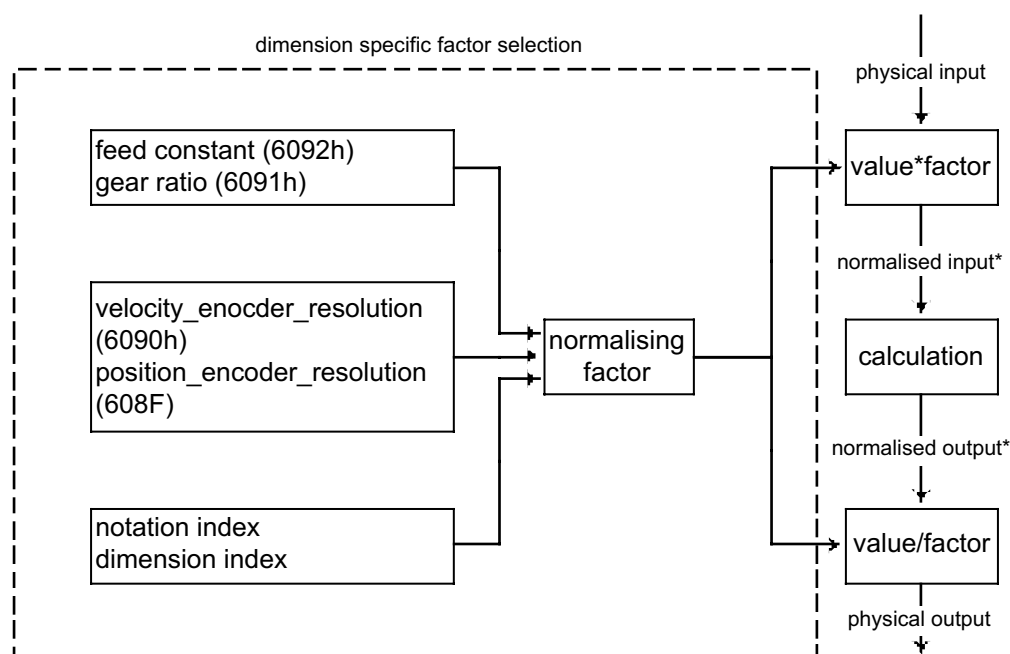 dimension specific factor selection
physical input
feed constant (6092h)
gear ratio (6091h)
value*factor
normalised input*
velocity_enocder_resolution
(6090h)
position_encoder_resolution
(608F)
normalising
factor
calculation
normalised output*
notation index
dimension index
value/factor
physical output